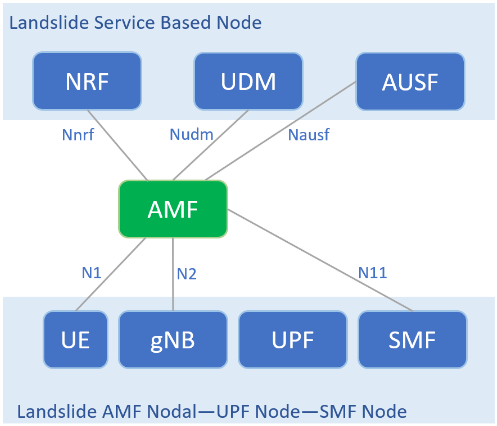 Landslide Service Based Node
NRF
UDM
AUSF
Nnrf
Nudm
Nausf
AMF
N1
N2
N11
UE
gNB
UPF
SMF
Landslide AMF Nodal—UPF Node—SMF Node